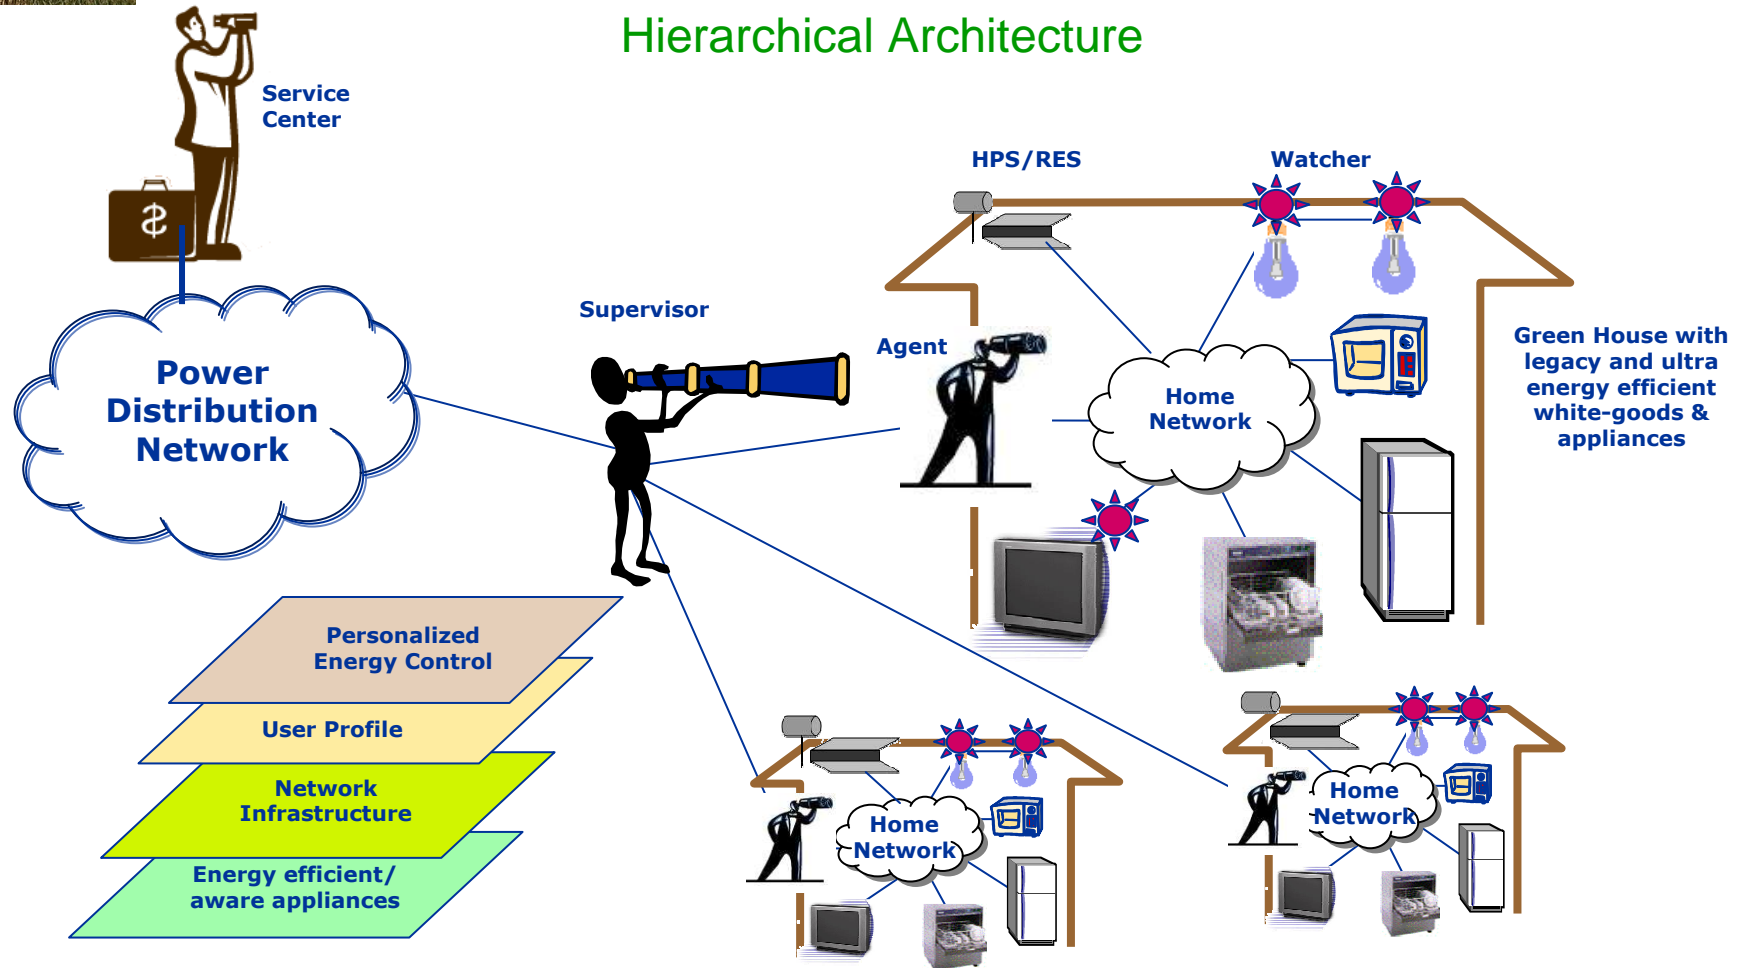 Hierarchical Architecture
Service
Center
HPS/RES
Watcher
Supervisor
Agent
Power
Distribution
Network
Home
Network
Green House with
legacy and ultra
energy efficient
white-goods &
appliances
Personalized
Energy Control
User Profile
Network
Infrastructure
Energy efficient/
aware appliances
Home
Network
Home
Network